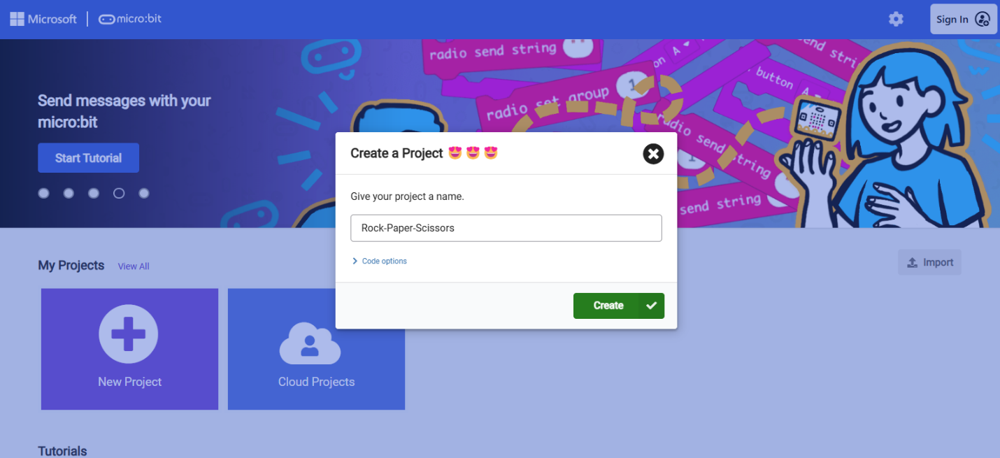 Microsoft | micro:bit
Sign In
radio send string
on A
send stri
button A
radio set group 1
radio send string
1
send string
Send messages with your
micro:bit
Start Tutorial
Create a Project 😍 😍 😍
Give your project a name.
Rock-Paper-Scissors
Code options
Create
My Projects View All
Import
New Project
Cloud Projects
Tutorials